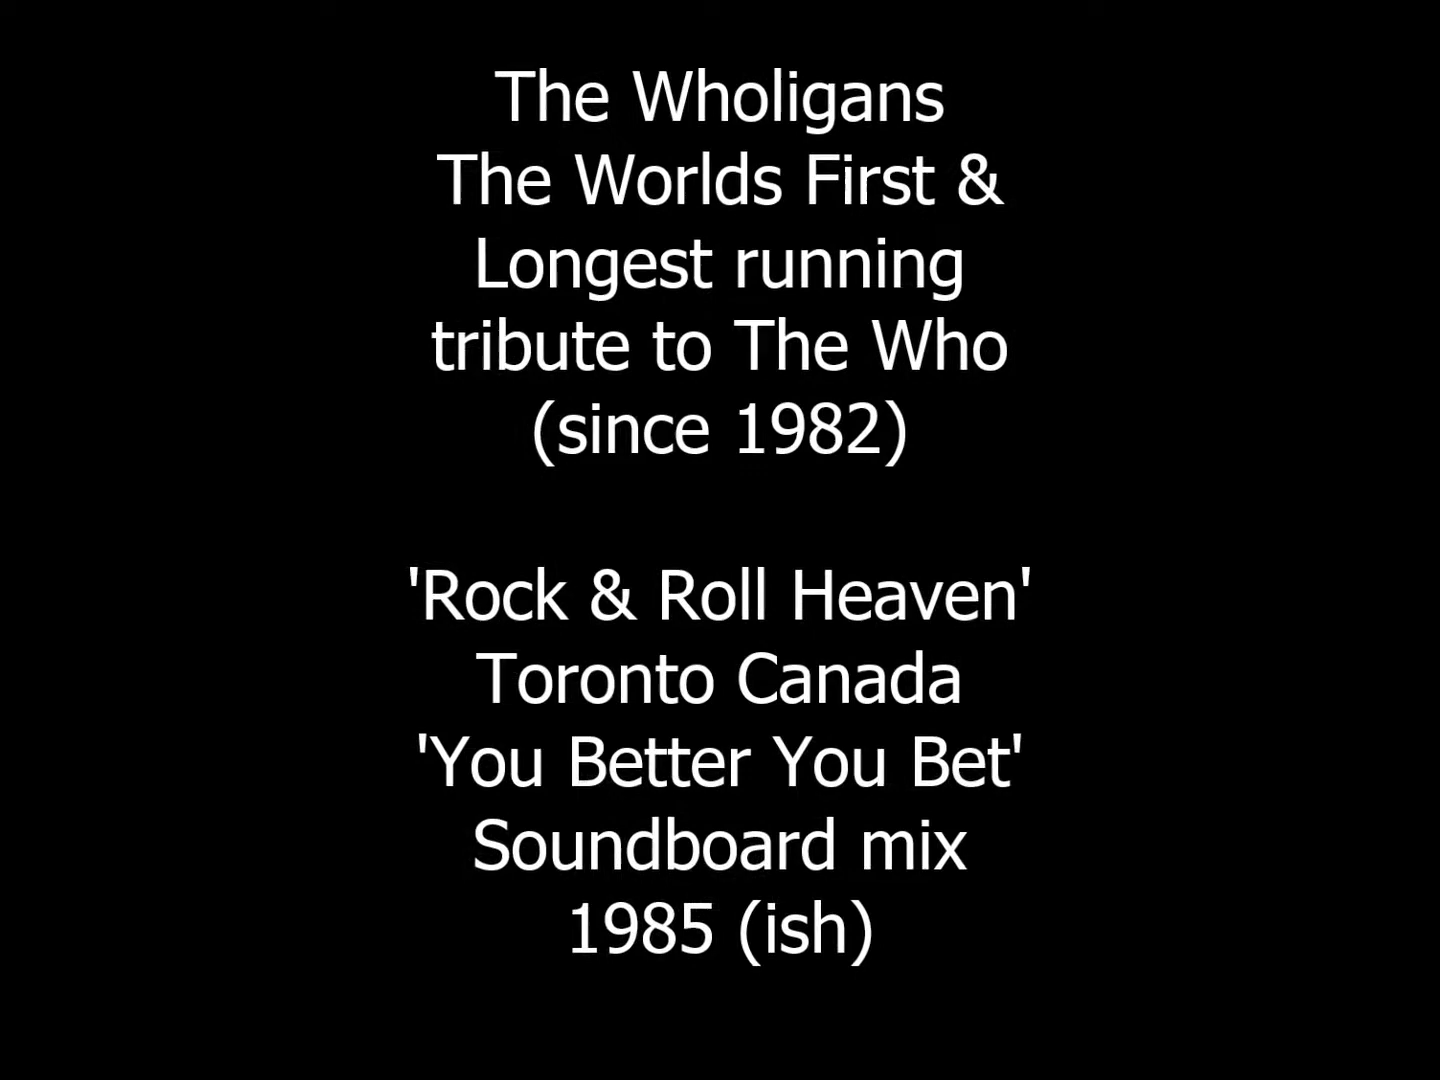 The Wholigans
The Worlds First &
Longest running
tribute to The Who
(since 1982)
'Rock & Roll Heaven'
Toronto Canada
'You Better You Bet'
Soundboard mix
1985 (ish)